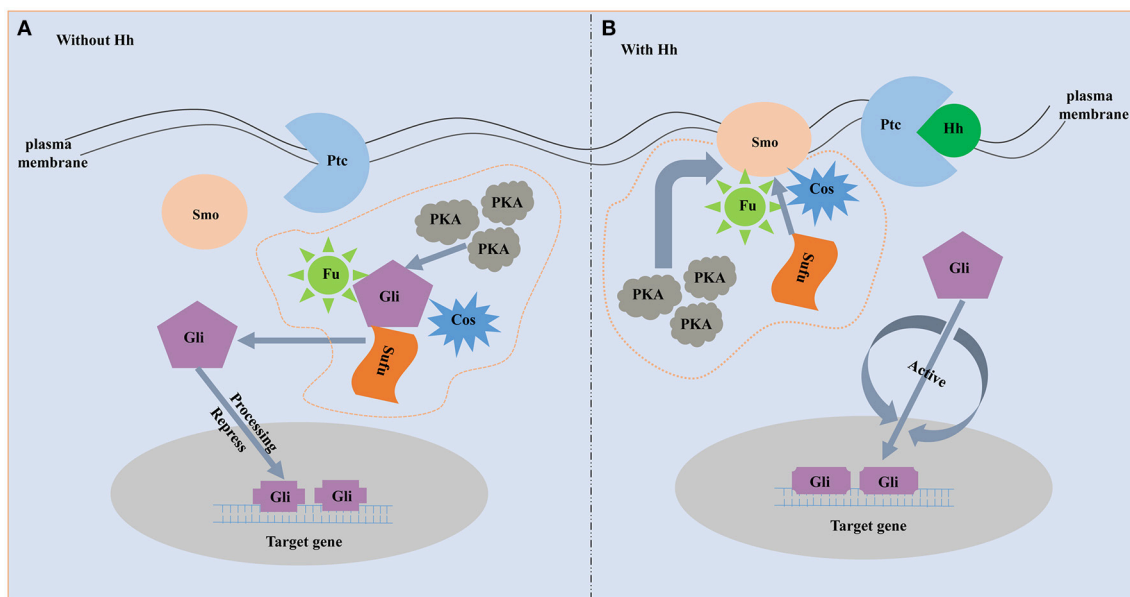 A
Without Hh
plasma
membrane
Ptc
Smo
PKA
PKA
PKA
Fu
Gli
Cos
Sufu
Gli
Processing
Repress
Gli
Gli
Target gene
B
With Hh
plasma
membrane
Ptc
Hh
Smo
Cos
Fu
Sufu
PKA
PKA
PKA
Gli
Active
Gli
Gli
Target gene